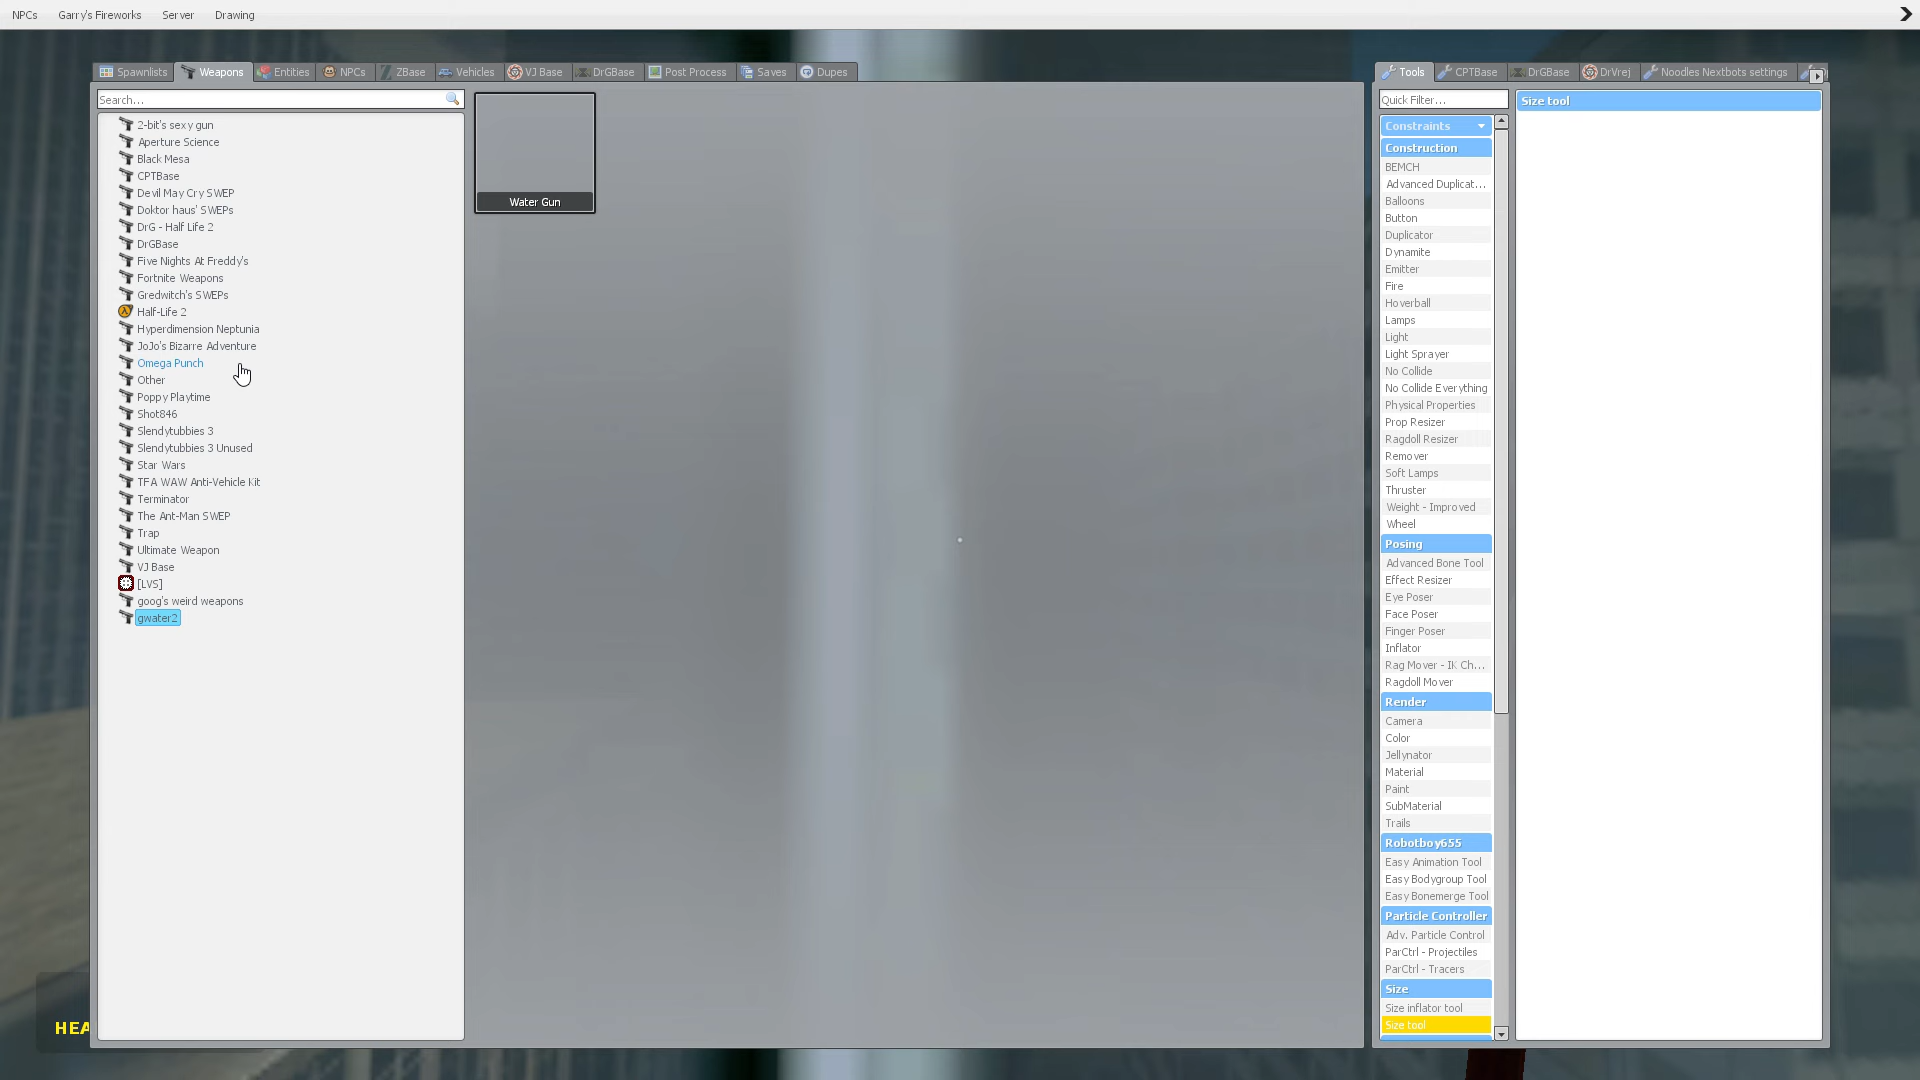 NPCs Garry's Fireworks Server Drawing
Spawnlists Weapons Entities NPCs ZBase Vehicles VJ Base DrGBase Post Process Saves Dupes
Search...
2-bit's sexy gun
Aperture Science
Black Mesa
CPTBase
Devil May Cry SWEP
Doktor haus' SWEPs
DrG - Half Life 2
DrGBase
Five Nights At Freddy's
Fortnite Weapons
Gredwitch's SWEPs
Half-Life 2
Hyperdimension Neptunia
JoJo's Bizarre Adventure
Omega Punch
Other
Poppy Playtime
Shot846
Slendytubbies 3
Slendytubbies 3 Unused
Star Wars
TFA WAW Anti-Vehicle Kit
Terminator
The Ant-Man SWEP
Trap
Ultimate Weapon
VJ Base
[LVS]
goog's weird weapons
gwater2
Water Gun
HEA
Tools CPTBase DrGBase DrVrej Noodles Nextbots settings
Quick Filter...
Constraints
Construction
BEMCH
Advanced Duplicat...
Balloons
Button
Duplicator
Dynamite
Emitter
Fire
Hoverball
Lamps
Light
Light Sprayer
No Collide
No Collide Everything
Physical Properties
Prop Resizer
Ragdoll Resizer
Remover
Soft Lamps
Thruster
Weight - Improved
Wheel
Posing
Advanced Bone Tool
Effect Resizer
Eye Poser
Face Poser
Finger Poser
Inflator
Rag Mover - IK Ch...
Ragdoll Mover
Render
Camera
Color
Jellynator
Material
Paint
SubMaterial
Trails
Robotboy655
Easy Animation Tool
Easy Bodygroup Tool
Easy Bonemerge Tool
Particle Controller
Adv. Particle Control
ParCtrl - Projectiles
ParCtrl - Tracers
Size
Size inflator tool
Size tool
Size tool